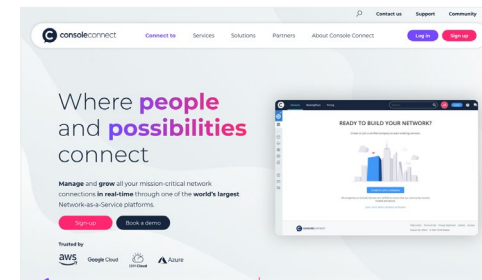 Contact us Support Community
consoleconnect
Connect to Services Solutions Partners About Console Connect Log in Sign up
Where people
and possibilities
connect
Manage and grow all your mission-critical network
connections in real-time through one of the world's largest
Network-as-a-Service platforms.
Sign-up Book a demo
Trusted by
aws Google Cloud IBM Cloud Azure
READY TO BUILD YOUR NETWORK?
consoleconnect